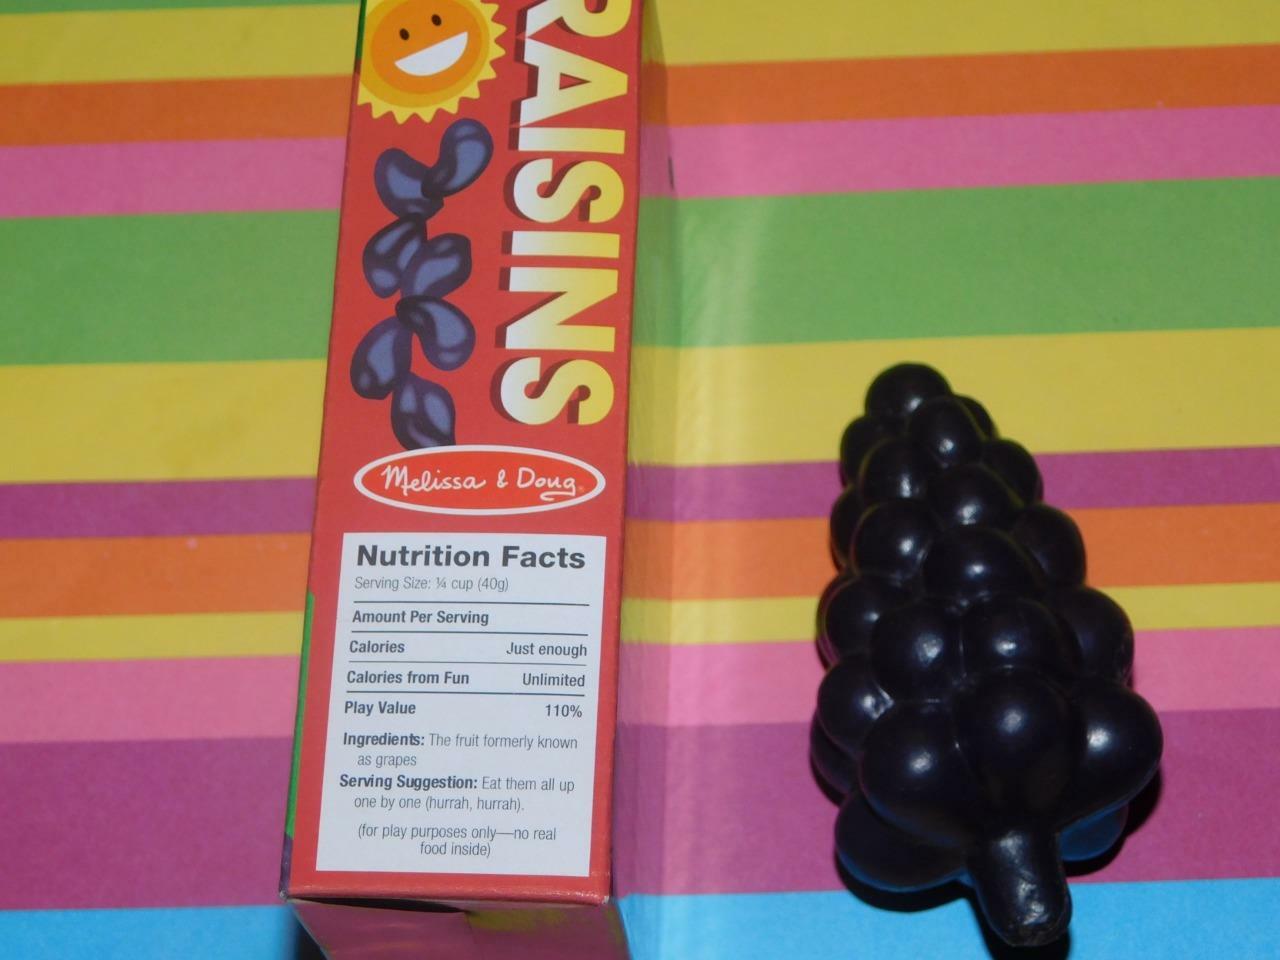 RAISINS
Melissa & Doug
Nutrition Facts
Serving Size: ¼ cup (40g)
Amount Per Serving
Calories Just enough
Calories from Fun Unlimited
Play Value 110%
Ingredients: The fruit formerly known
as grapes
Serving Suggestion: Eat them all up
one by one (hurrah, hurrah).
(for play purposes only—no real
food inside)